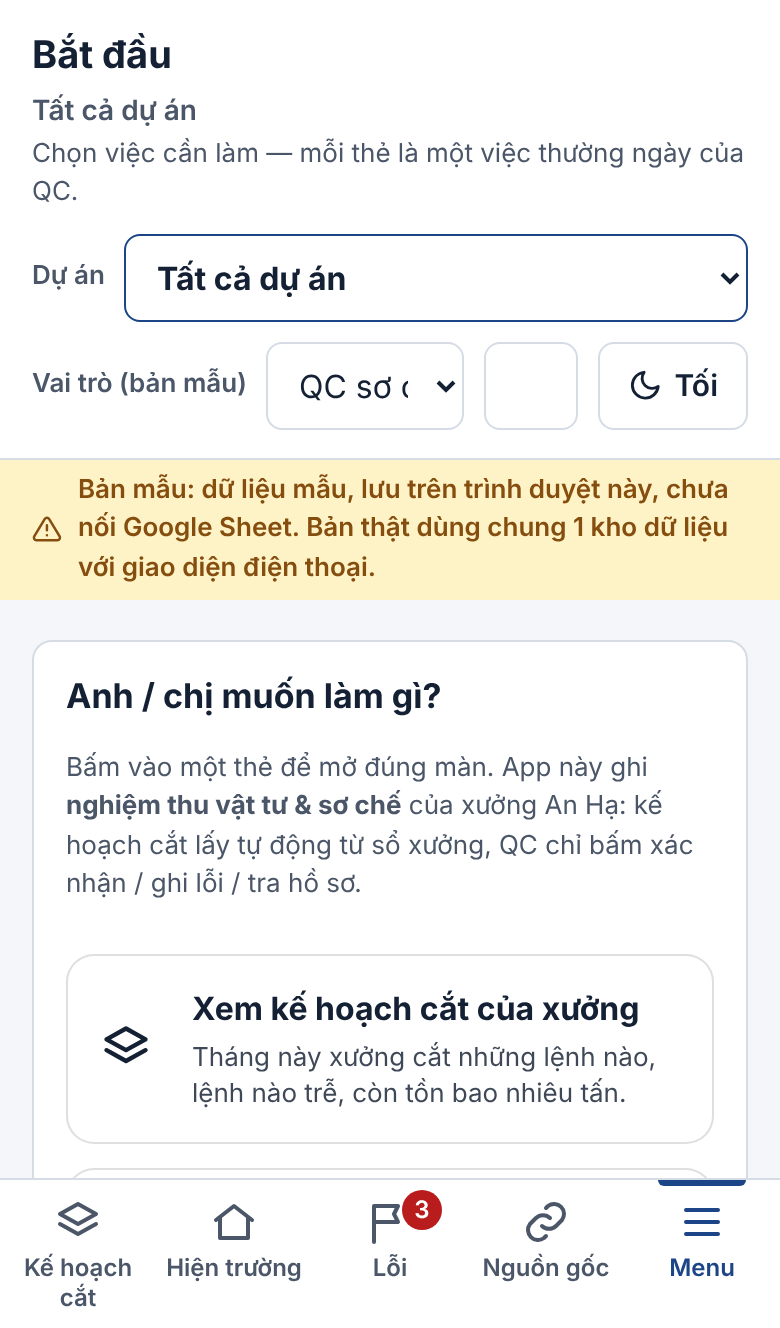 Bắt đầu
Tất cả dự án
Chọn việc cần làm — mỗi thẻ là một việc thường ngày của
QC.
Dự án
Tất cả dự án
Vai trò (bản mẫu)
QC sơ
Tối
Bản mẫu: dữ liệu mẫu, lưu trên trình duyệt này, chưa
nối Google Sheet. Bản thật dùng chung 1 kho dữ liệu
với giao diện điện thoại.
Anh / chị muốn làm gì?
Bấm vào một thẻ để mở đúng màn. App này ghi
nghiệm thu vật tư & sơ chế của xưởng An Hạ: kế
hoạch cắt lấy tự động từ sổ xưởng, QC chỉ bấm xác
nhận / ghi lỗi / tra hồ sơ.
Xem kế hoạch cắt của xưởng
Tháng này xưởng cắt những lệnh nào,
lệnh nào trễ, còn tồn bao nhiêu tấn.
3
Kế hoạch
cắt
Hiện trường
Lỗi
Nguồn gốc
Menu